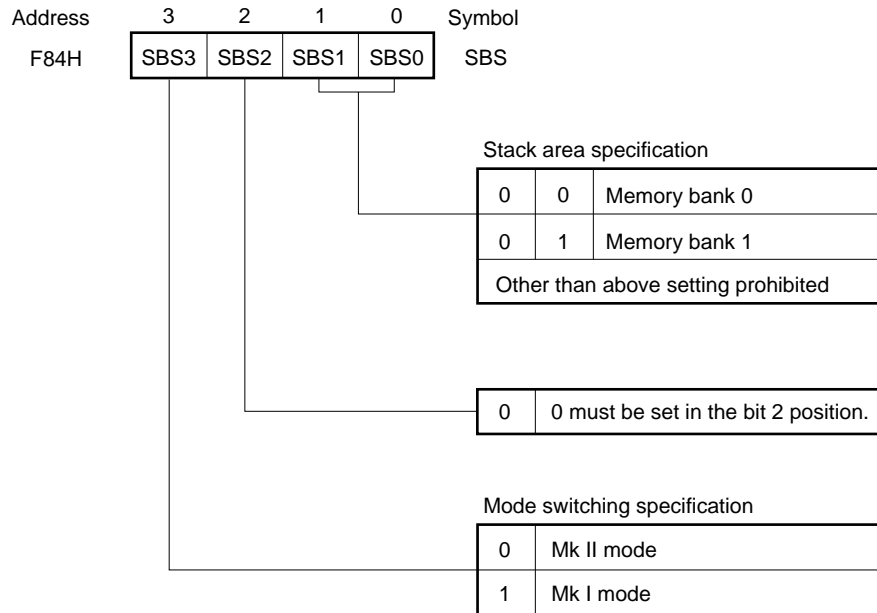 Address 3 2 1 0 Symbol
F84H SBS3 SBS2 SBS1 SBS0 SBS
Stack area specification
0 0 Memory bank 0
0 1 Memory bank 1
Other than above setting prohibited
0 0 must be set in the bit 2 position.
Mode switching specification
0 Mk II mode
1 Mk I mode